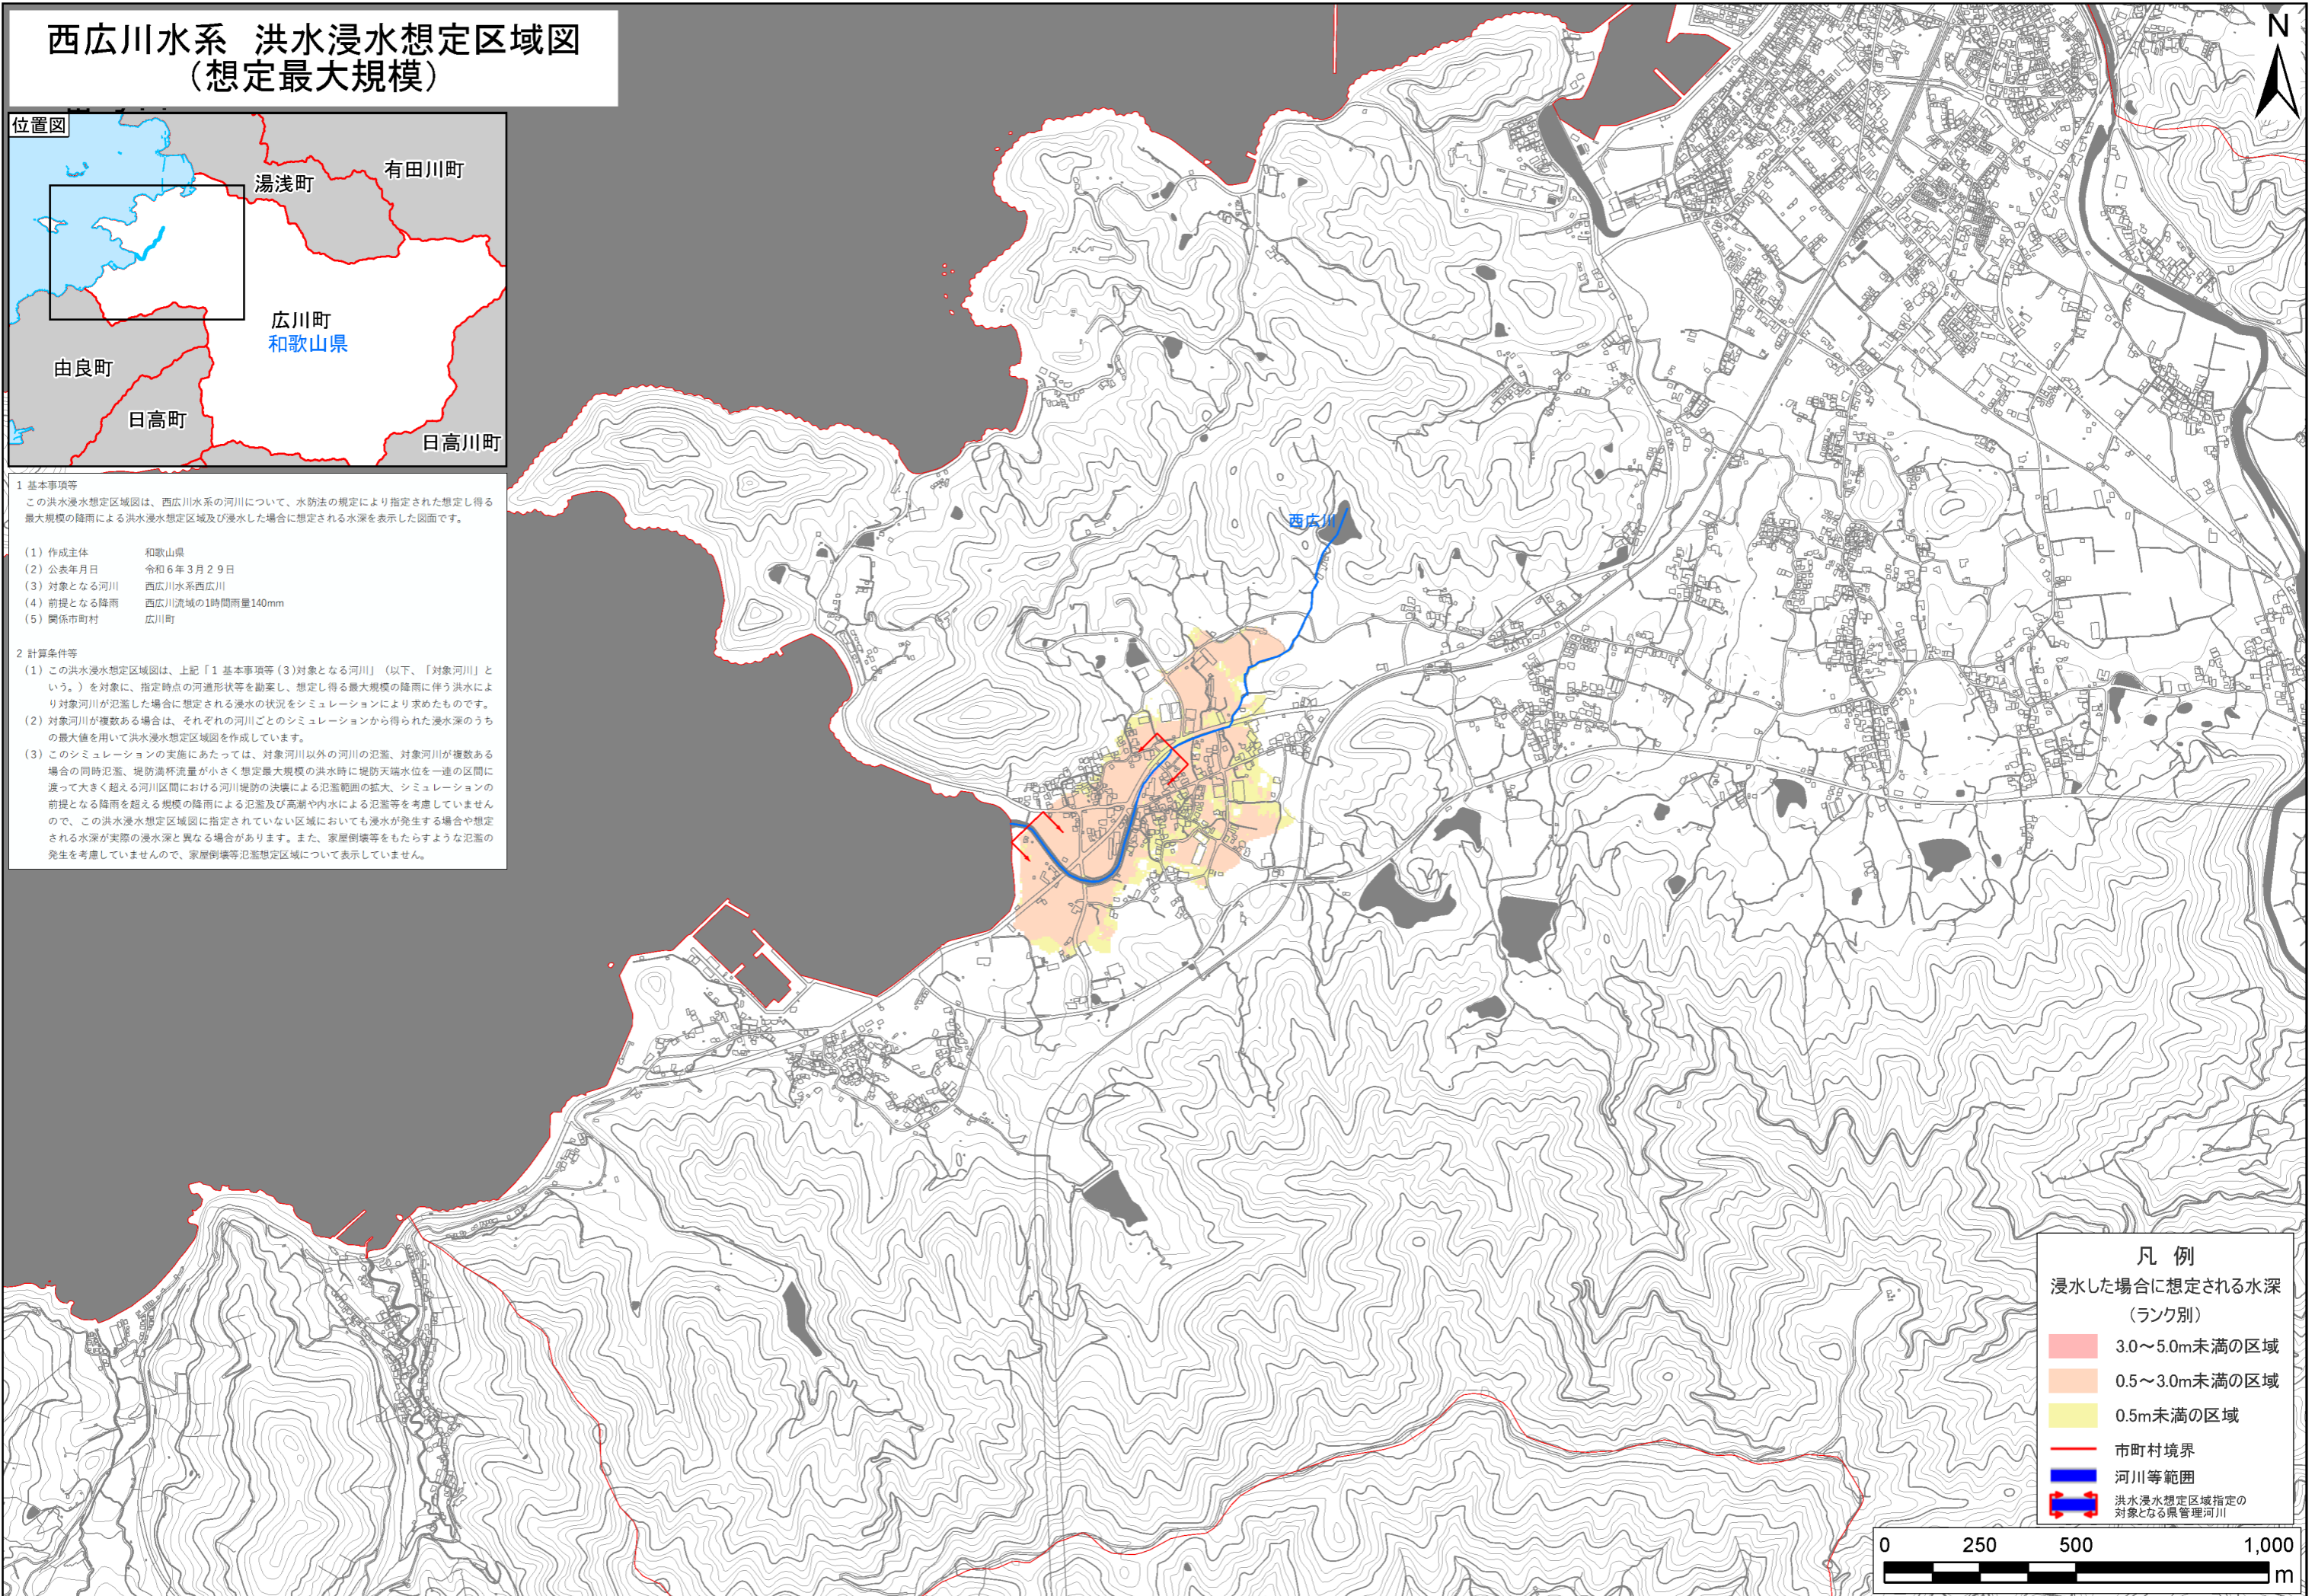 西広川水系 洪水浸水想定区域図
（想定最大規模）
位置図
有田川町
湯浅町
広川町
和歌山県
由良町
日高町
日高川町
1 基本事項等
この洪水浸水想定区域図は、西広川水系の河川について、水防法の規定により指定された想定し得る
最大規模の降雨による洪水浸水想定区域及び浸水した場合に想定される水深を表示した図面です。
（1）作成主体 和歌山県
（2）公表年月日 令和６年３月２９日
（3）対象となる河川 西広川水系西広川
（4）前提となる降雨 西広川流域の1時間雨量140mm
（5）関係市町村 広川町
2 計算条件等
（1）この洪水浸水想定区域図は、上記「1 基本事項等（3）対象となる河川」（以下、「対象河川」と
いう。）を対象に、指定時点の河道形状等を勘案し、想定し得る最大規模の降雨に伴う洪水によ
り対象河川が氾濫した場合に想定される浸水の状況をシミュレーションにより求めたものです。
（2）対象河川が複数ある場合は、それぞれの河川ごとのシミュレーションから得られた浸水深のうち
の最大値を用いて洪水浸水想定区域図を作成しています。
（3）このシミュレーションの実施にあたっては、対象河川以外の河川の氾濫、対象河川が複数ある
場合の同時氾濫、堤防満杯流量が小さく想定最大規模の洪水時に堤防天端水位を一連の区間に
渡って大きく超える河川区間における河川堤防の決壊による氾濫範囲の拡大、シミュレーションの
前提となる降雨を超える規模の降雨による氾濫及び高潮や内水による氾濫等を考慮していません
ので、この洪水浸水想定区域図に指定されていない区域においても浸水が発生する場合や想定
される水深が実際の浸水深と異なる場合があります。また、家屋倒壊等をもたらすような氾濫の
発生を考慮していませんので、家屋倒壊等氾濫想定区域について表示していません。
N
西広川
凡 例
浸水した場合に想定される水深
（ランク別）
3.0～5.0m未満の区域
0.5～3.0m未満の区域
0.5m未満の区域
市町村境界
河川等範囲
洪水浸水想定区域指定の
対象となる県管理河川
0 250 500 1,000
m